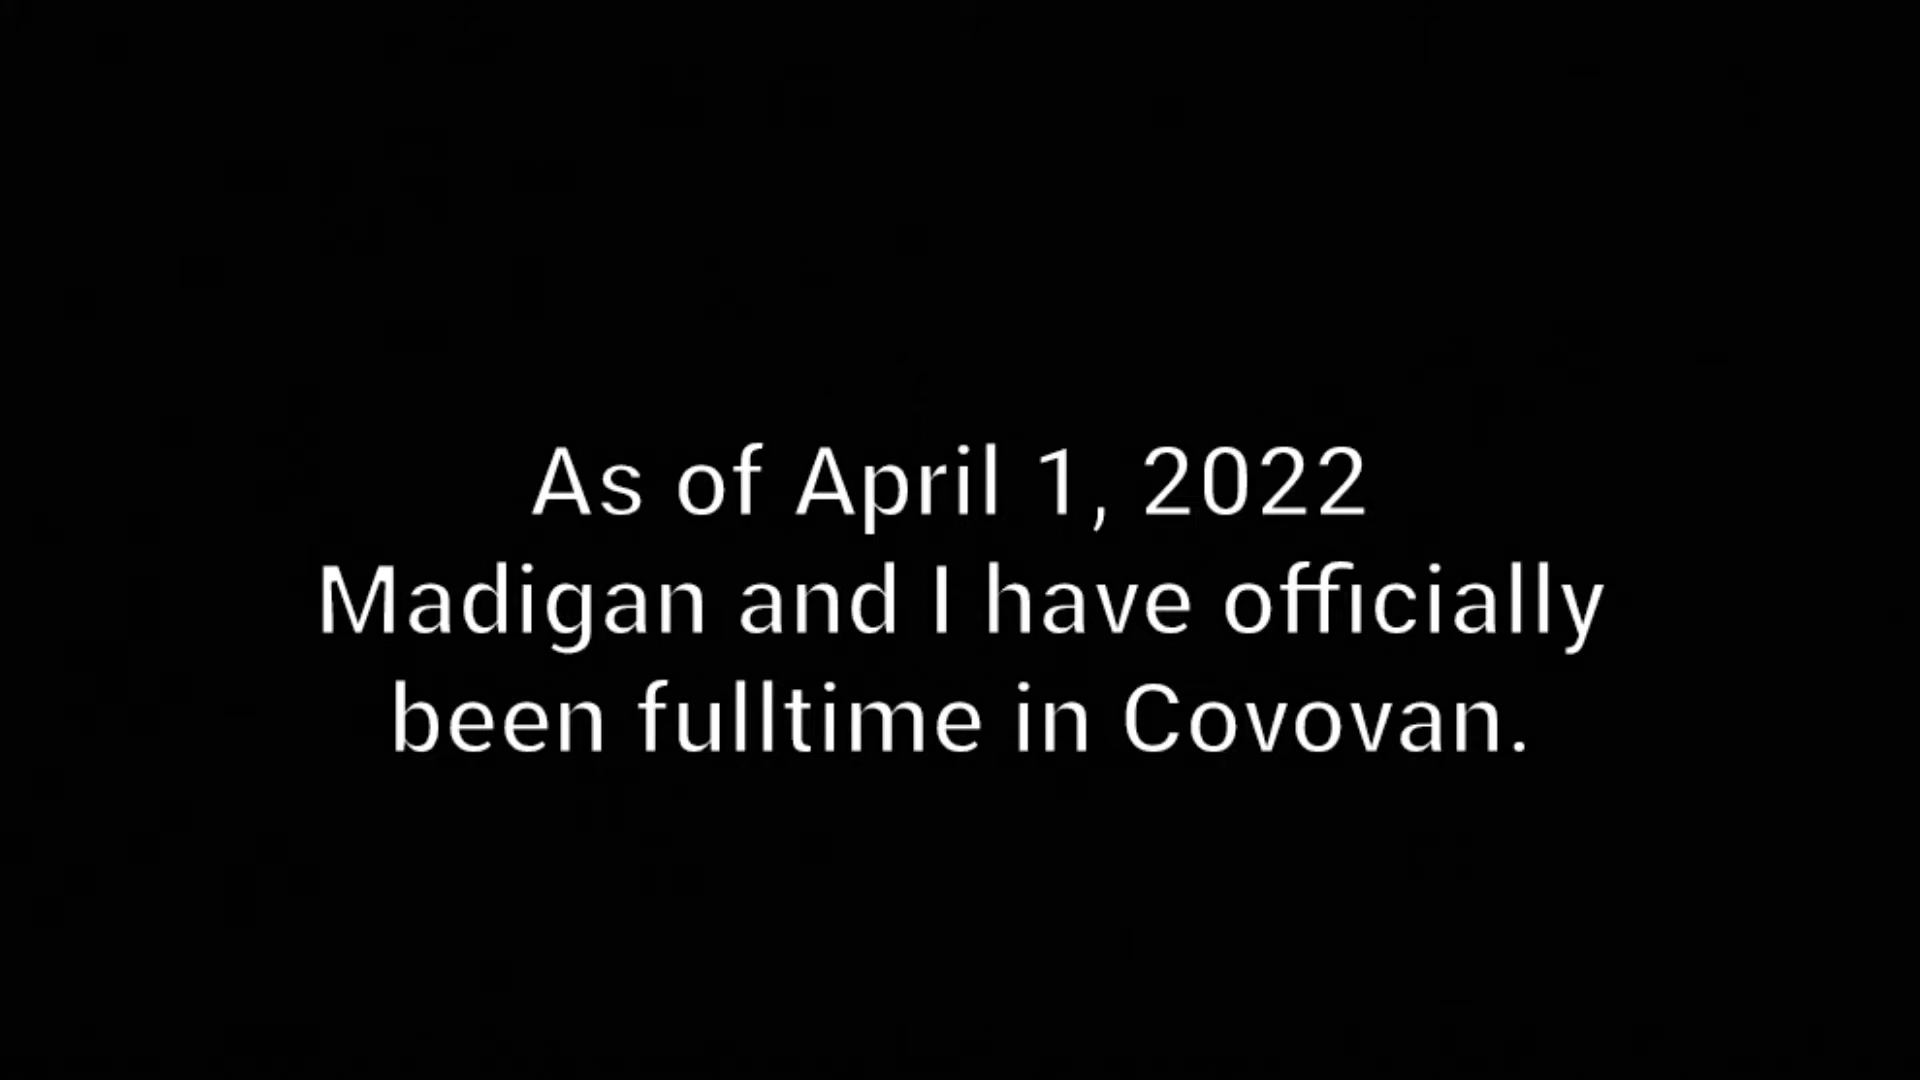 As of April 1, 2022
Madigan and I have officially
been fulltime in Covovan.